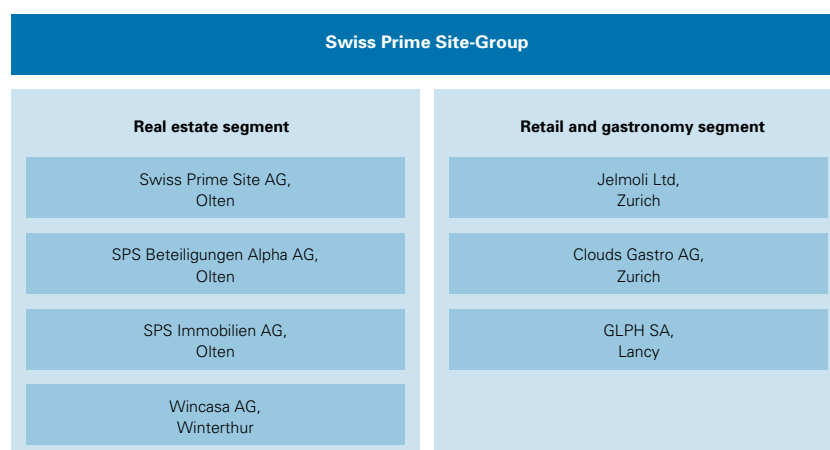 Swiss Prime Site-Group
Real estate segment
Swiss Prime Site AG,
Olten
SPS Beteiligungen Alpha AG,
Olten
SPS Immobilien AG,
Olten
Wincasa AG,
Winterthur
Retail and gastronomy segment
Jelmoli Ltd,
Zurich
Clouds Gastro AG,
Zurich
GLPH SA,
Lancy